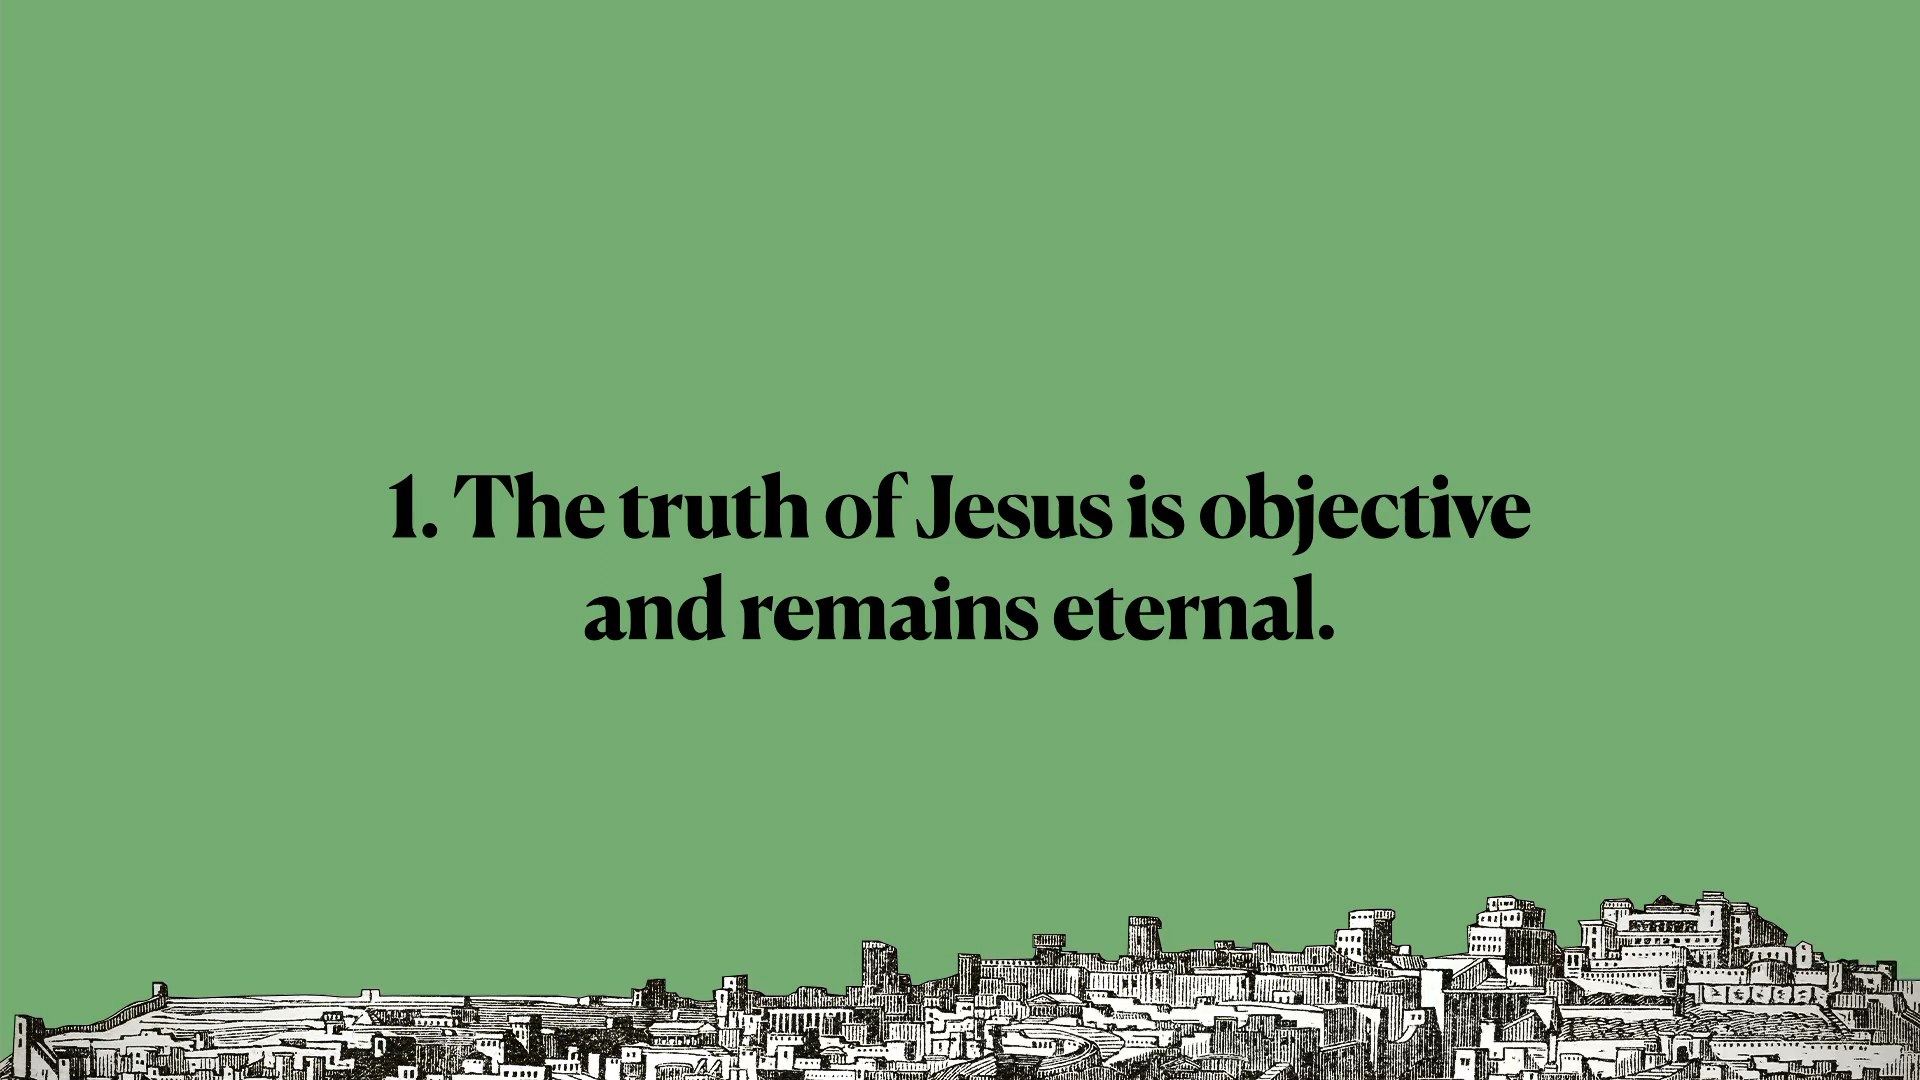 1. The truth of Jesus is objective
and remains eternal.